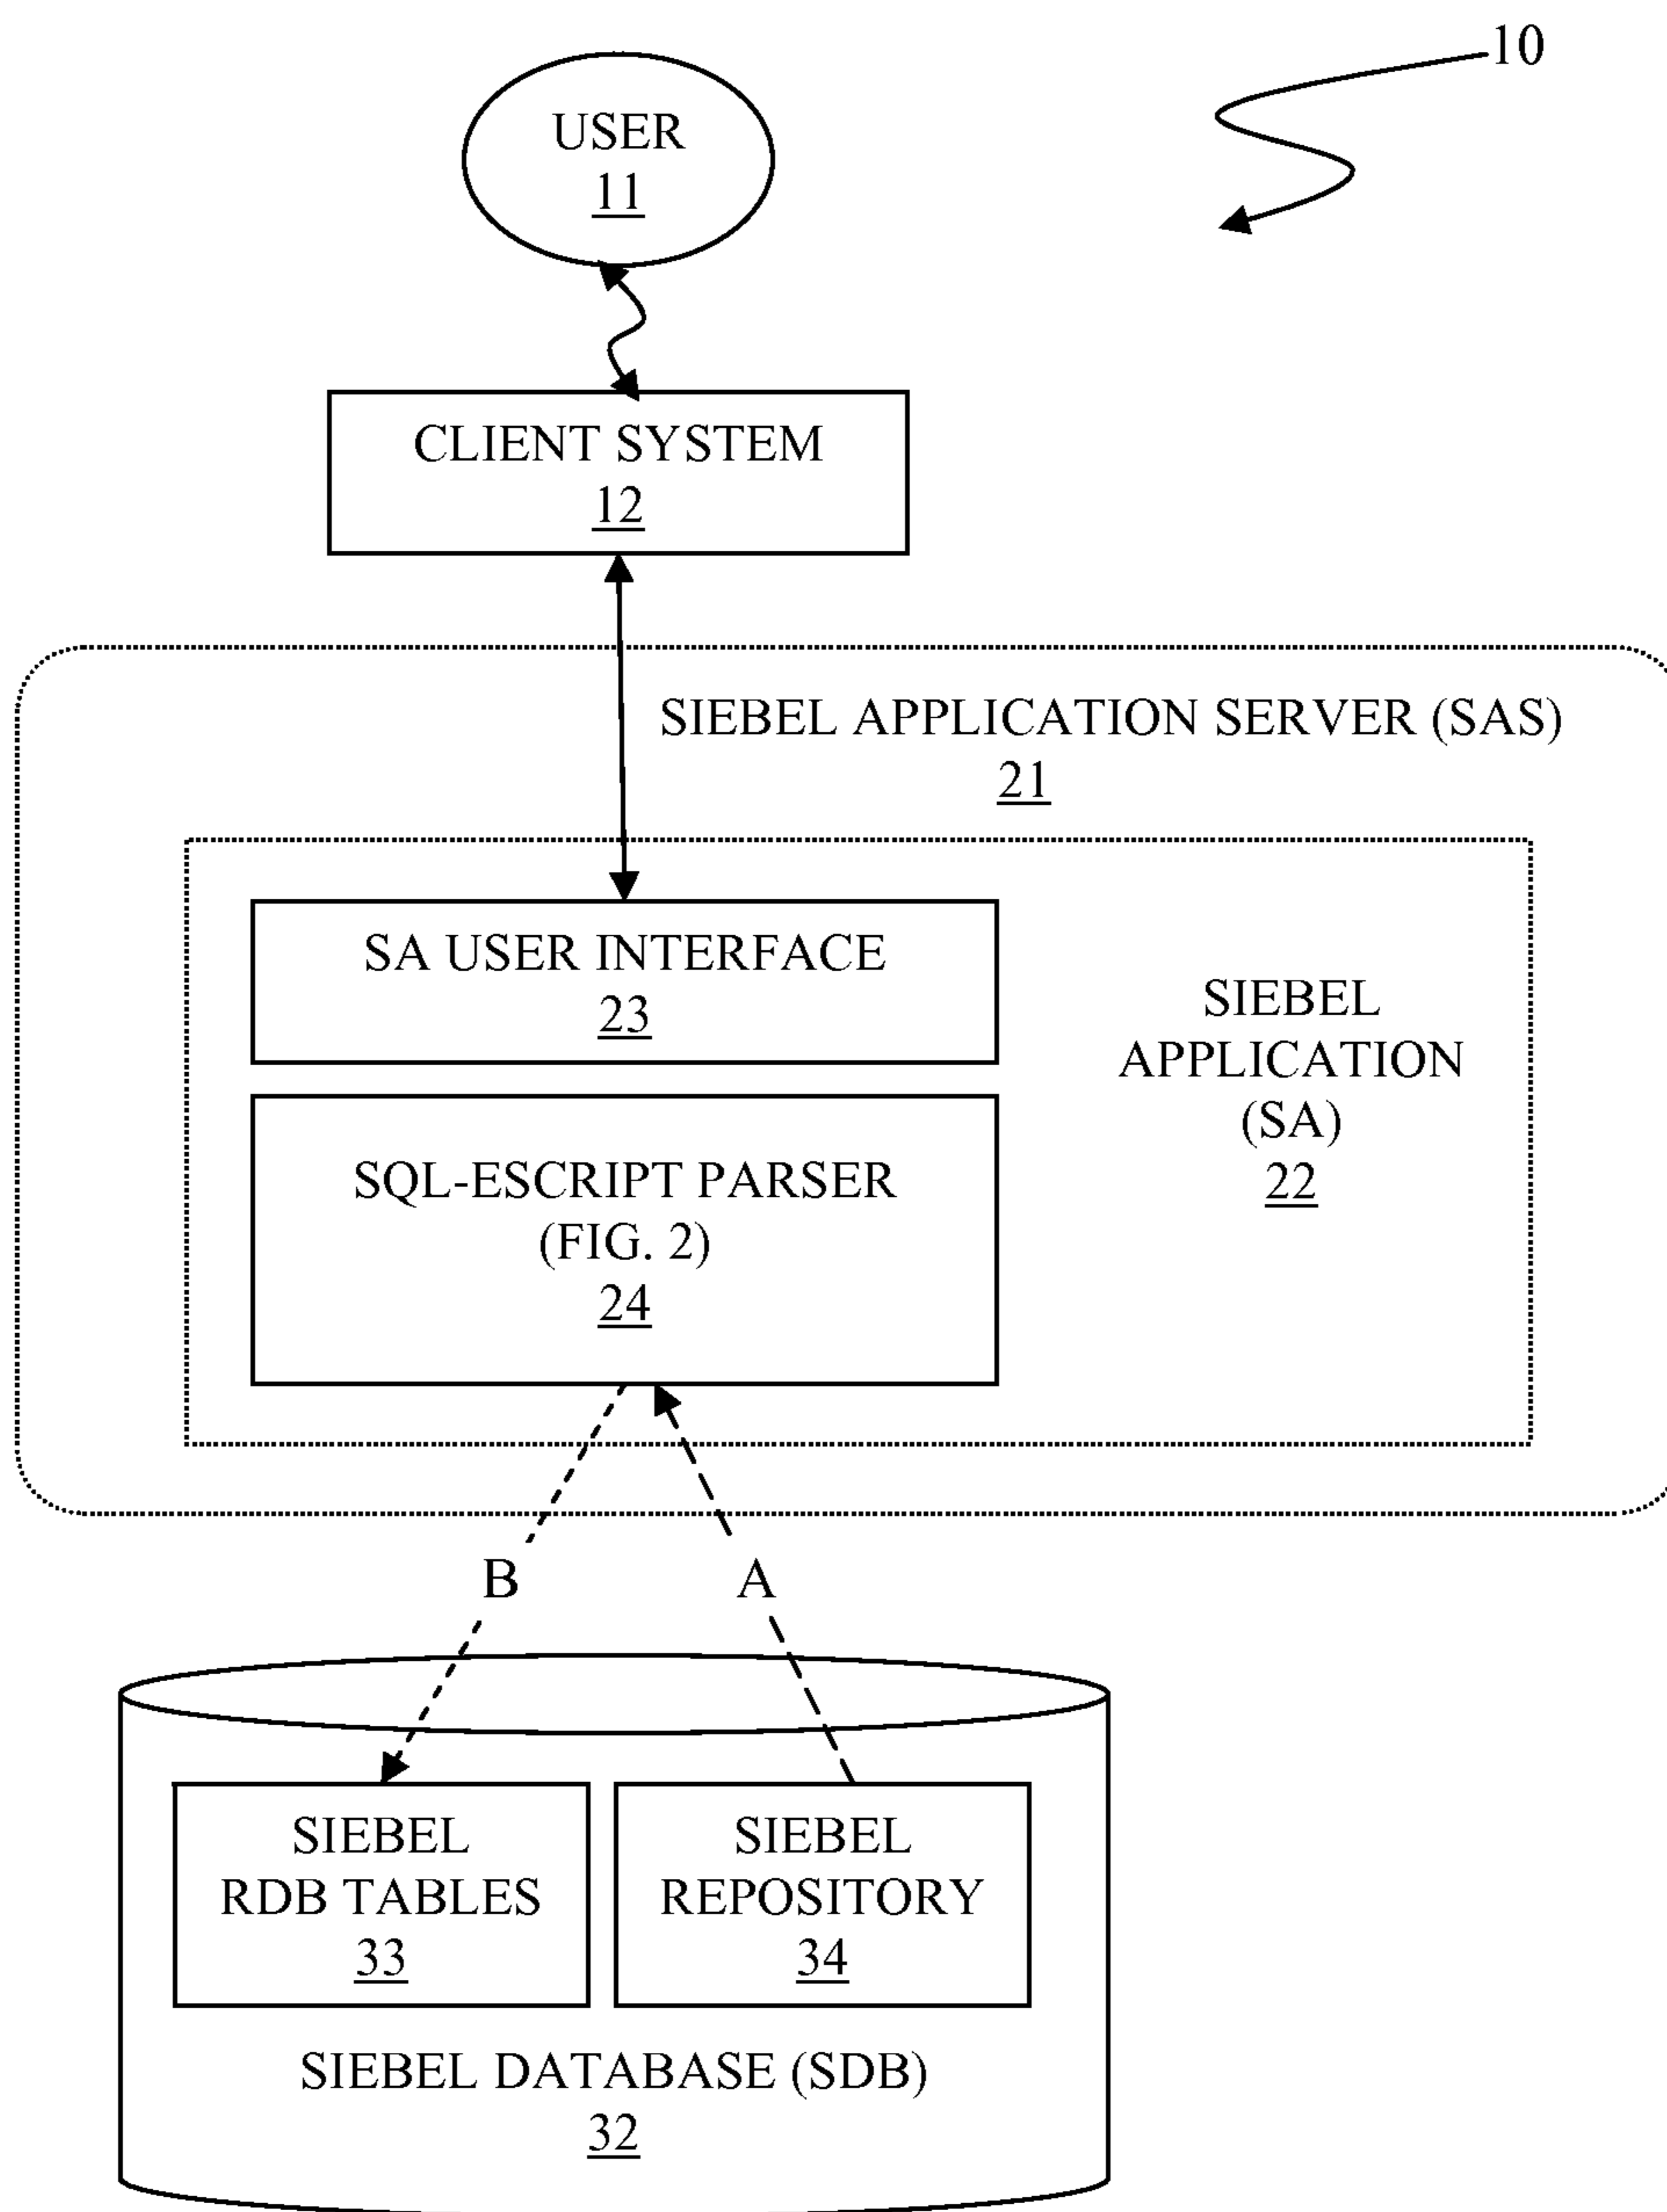 10
USER
11
CLIENT SYSTEM
12
SIEBEL APPLICATION SERVER (SAS)
21
SA USER INTERFACE
23
SIEBEL
APPLICATION
(SA)
22
SQL-ESCRIPT PARSER
(FIG. 2)
24
B
A
SIEBEL
RDB TABLES
33
SIEBEL
REPOSITORY
34
SIEBEL DATABASE (SDB)
32